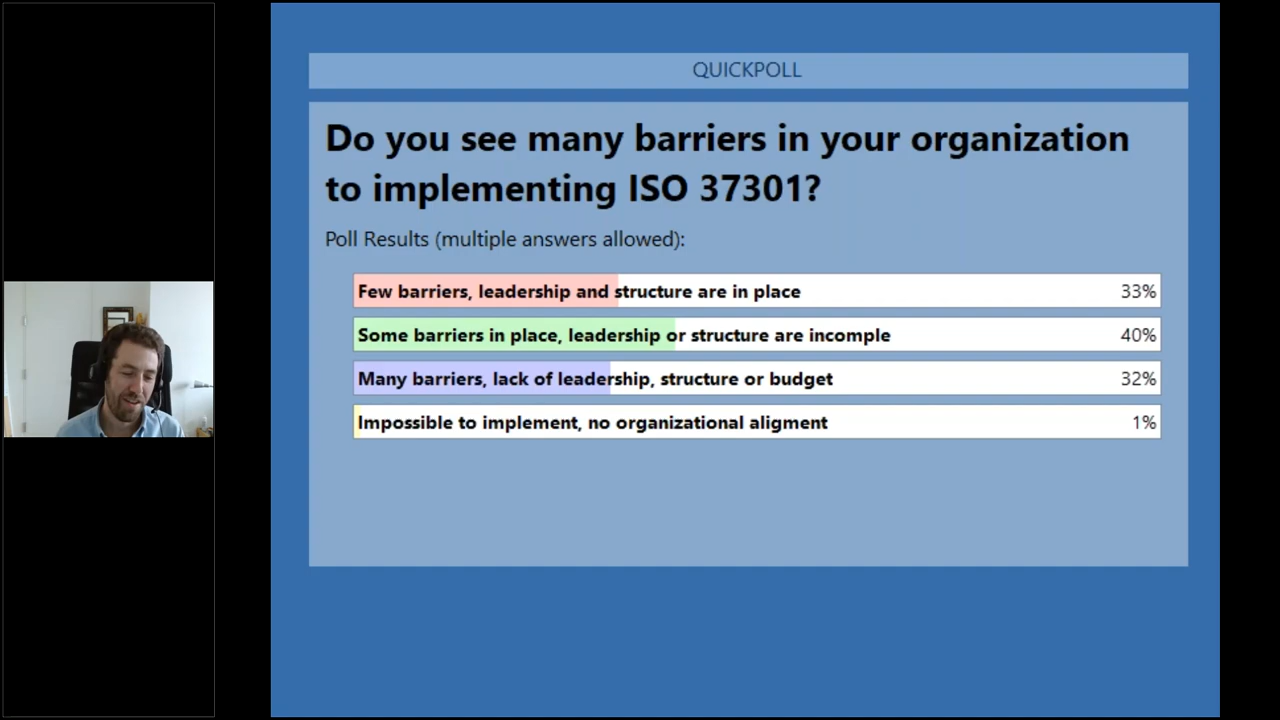 QUICKPOLL
Do you see many barriers in your organization
to implementing ISO 37301?
Poll Results (multiple answers allowed):
Few barriers, leadership and structure are in place 33%
Some barriers in place, leadership or structure are incomple 40%
Many barriers, lack of leadership, structure or budget 32%
Impossible to implement, no organizational aligment 1%